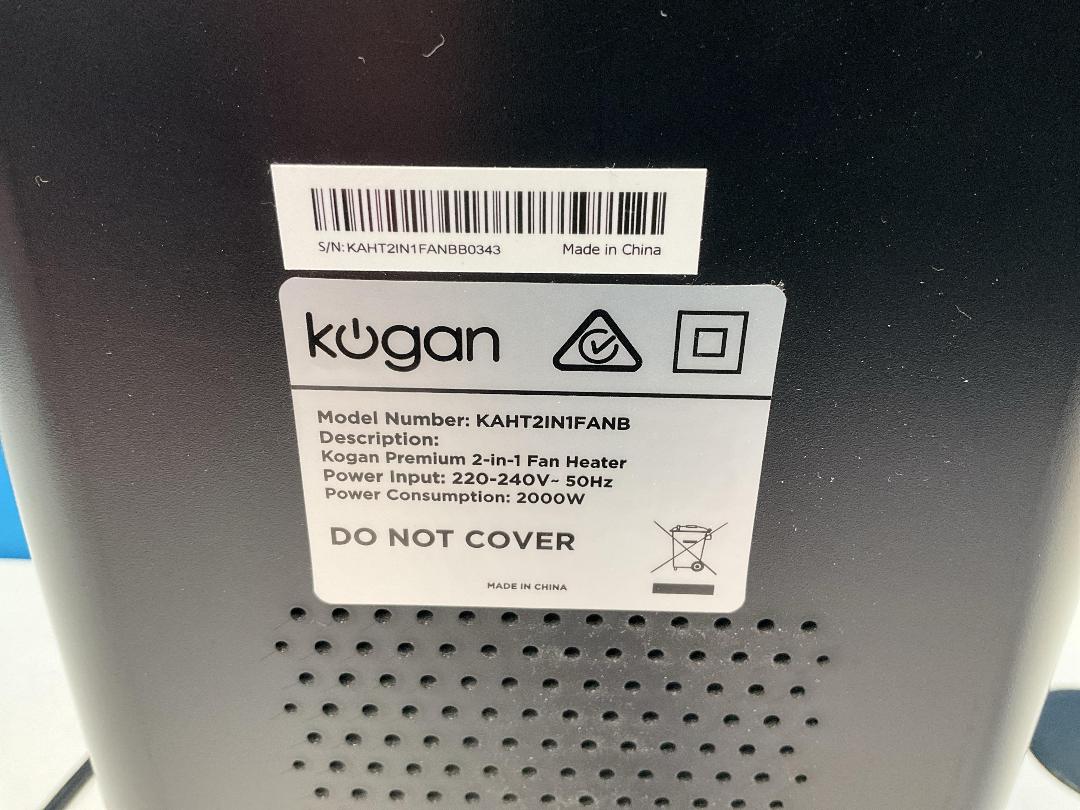 S/N: KAHT2IN1FANBB0343 Made in China
kogan
Model Number: KAHT2IN1FANB
Description:
Kogan Premium 2-in-1 Fan Heater
Power Input: 220-240V~ 50Hz
Power Consumption: 2000W
DO NOT COVER
MADE IN CHINA